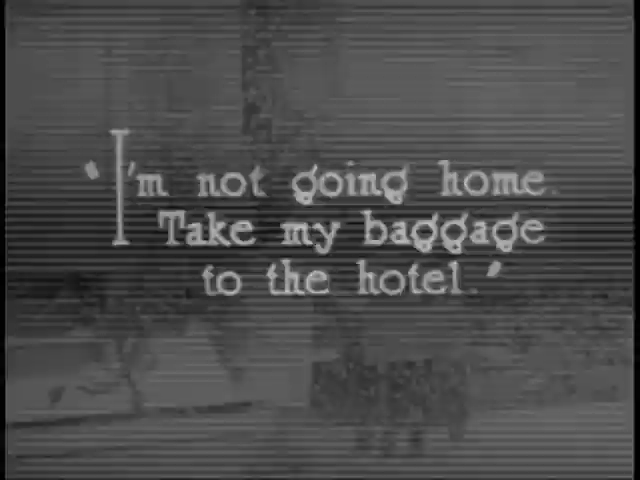 "I'm not going home.
Take my baggage
to the hotel."